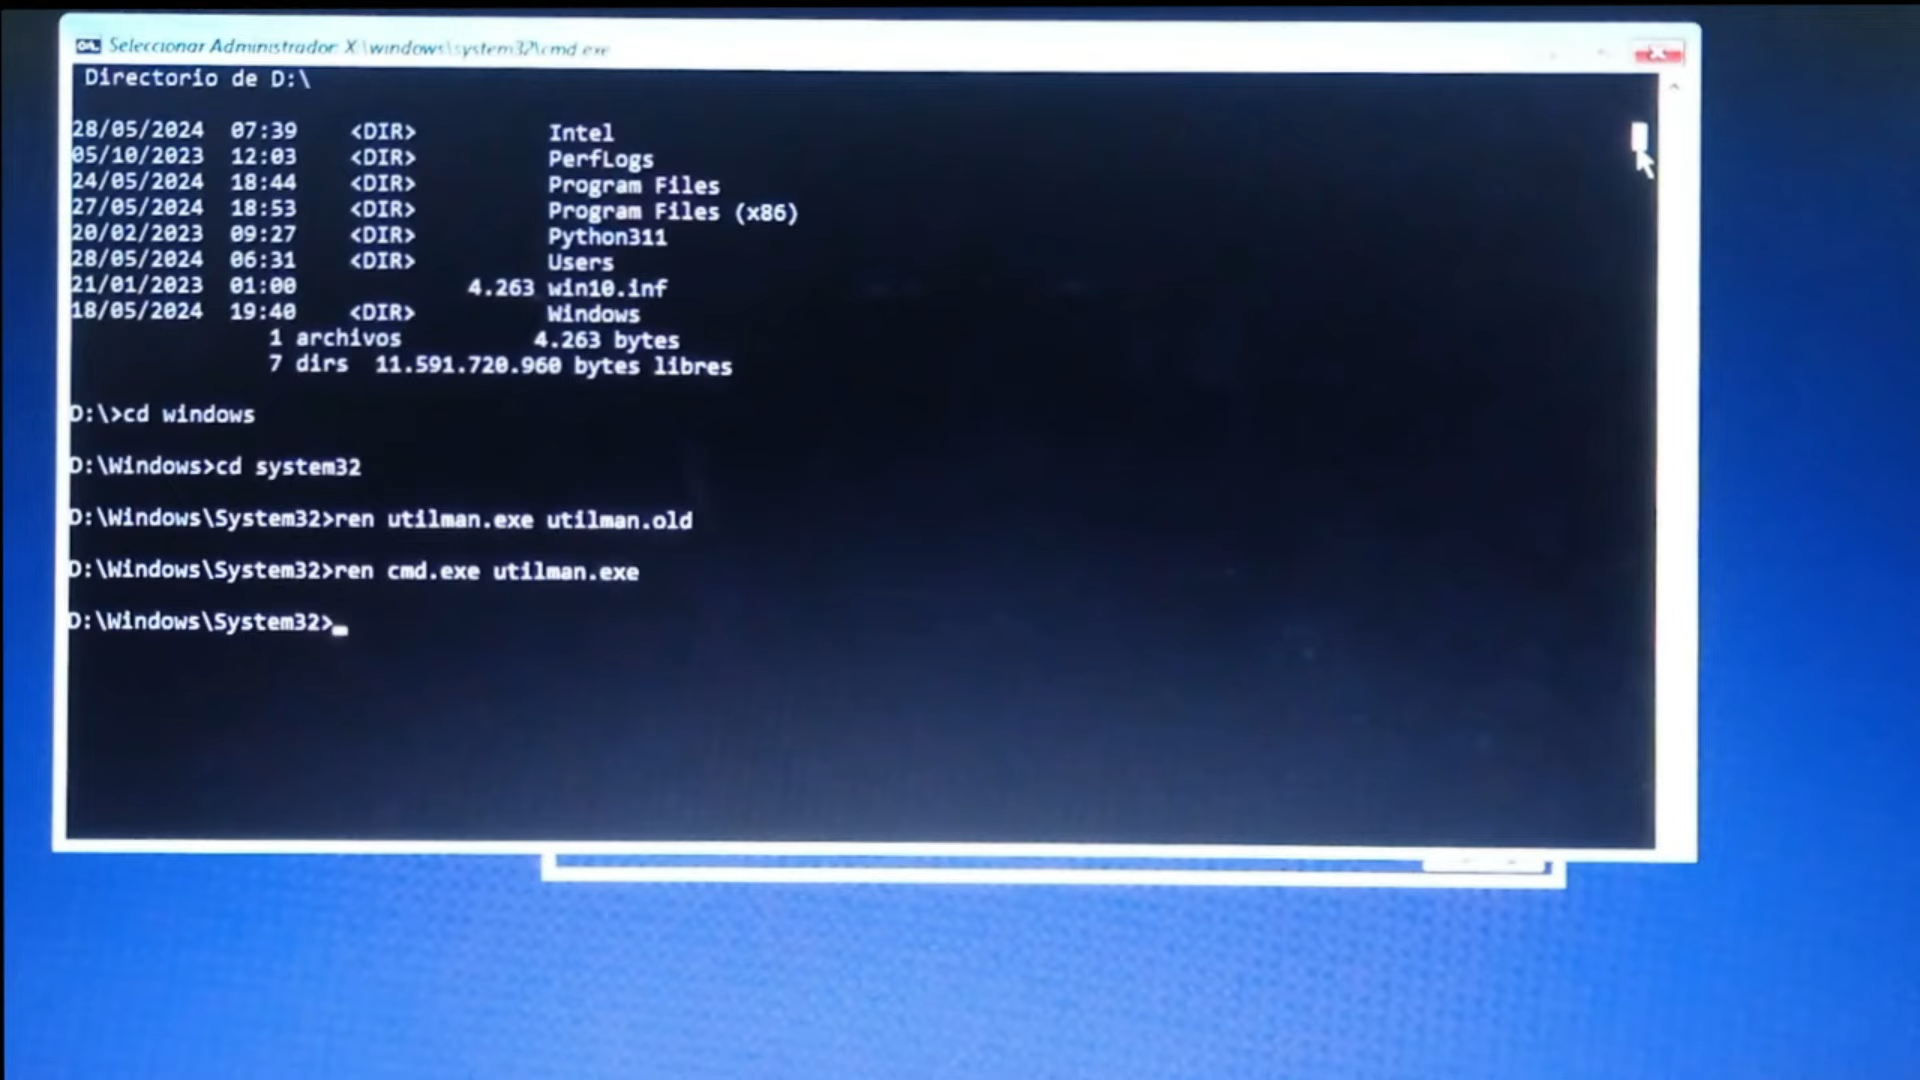 Seleccionar Administrador: X:\windows\system32\cmd.exe
Directorio de D:\
28/05/2024 07:39 <DIR> Intel
05/10/2023 12:03 <DIR> PerfLogs
24/05/2024 18:44 <DIR> Program Files
27/05/2024 18:53 <DIR> Program Files (x86)
20/02/2023 09:27 <DIR> Python311
28/05/2024 06:31 <DIR> Users
21/01/2023 01:00 4.263 win10.inf
18/05/2024 19:40 <DIR> Windows
1 archivos 4.263 bytes
7 dirs 11.591.720.960 bytes libres
D:\>cd windows
D:\Windows>cd system32
D:\Windows\System32>ren utilman.exe utilman.old
D:\Windows\System32>ren cmd.exe utilman.exe
D:\Windows\System32>